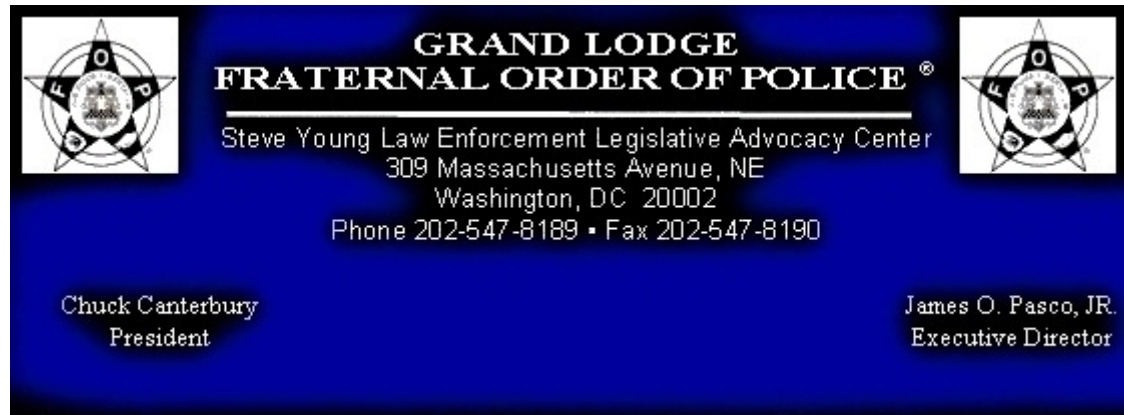 GRAND LODGE
FRATERNAL ORDER OF POLICE ®
Steve Young Law Enforcement Legislative Advocacy Center
309 Massachusetts Avenue, NE
Washington, DC 20002
Phone 202-547-8189 ▪ Fax 202-547-8190
Chuck Canterbury
President
James O. Pasco, JR.
Executive Director
F O P
F O P